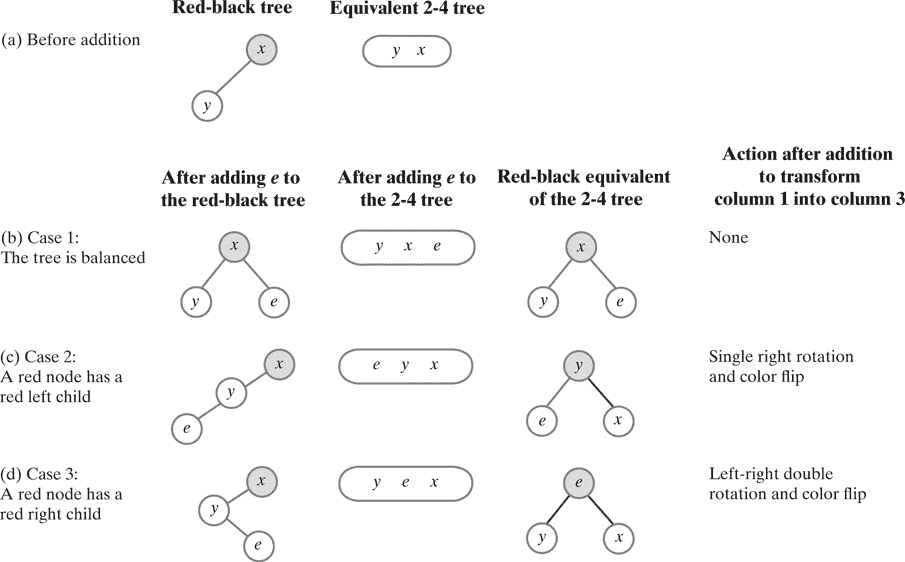 Red-black tree Equivalent 2-4 tree
(a) Before addition
x
y
y x
After adding e to
the red-black tree
After adding e to
the 2-4 tree
Red-black equivalent
of the 2-4 tree
Action after addition
to transform
column 1 into column 3
(b) Case 1:
The tree is balanced
x
y e
y x e
x
y e
None
(c) Case 2:
A red node has a
red left child
x
y
e
e y x
y
e x
Single right rotation
and color flip
(d) Case 3:
A red node has a
red right child
x
y
e
y e x
e
y x
Left-right double
rotation and color flip